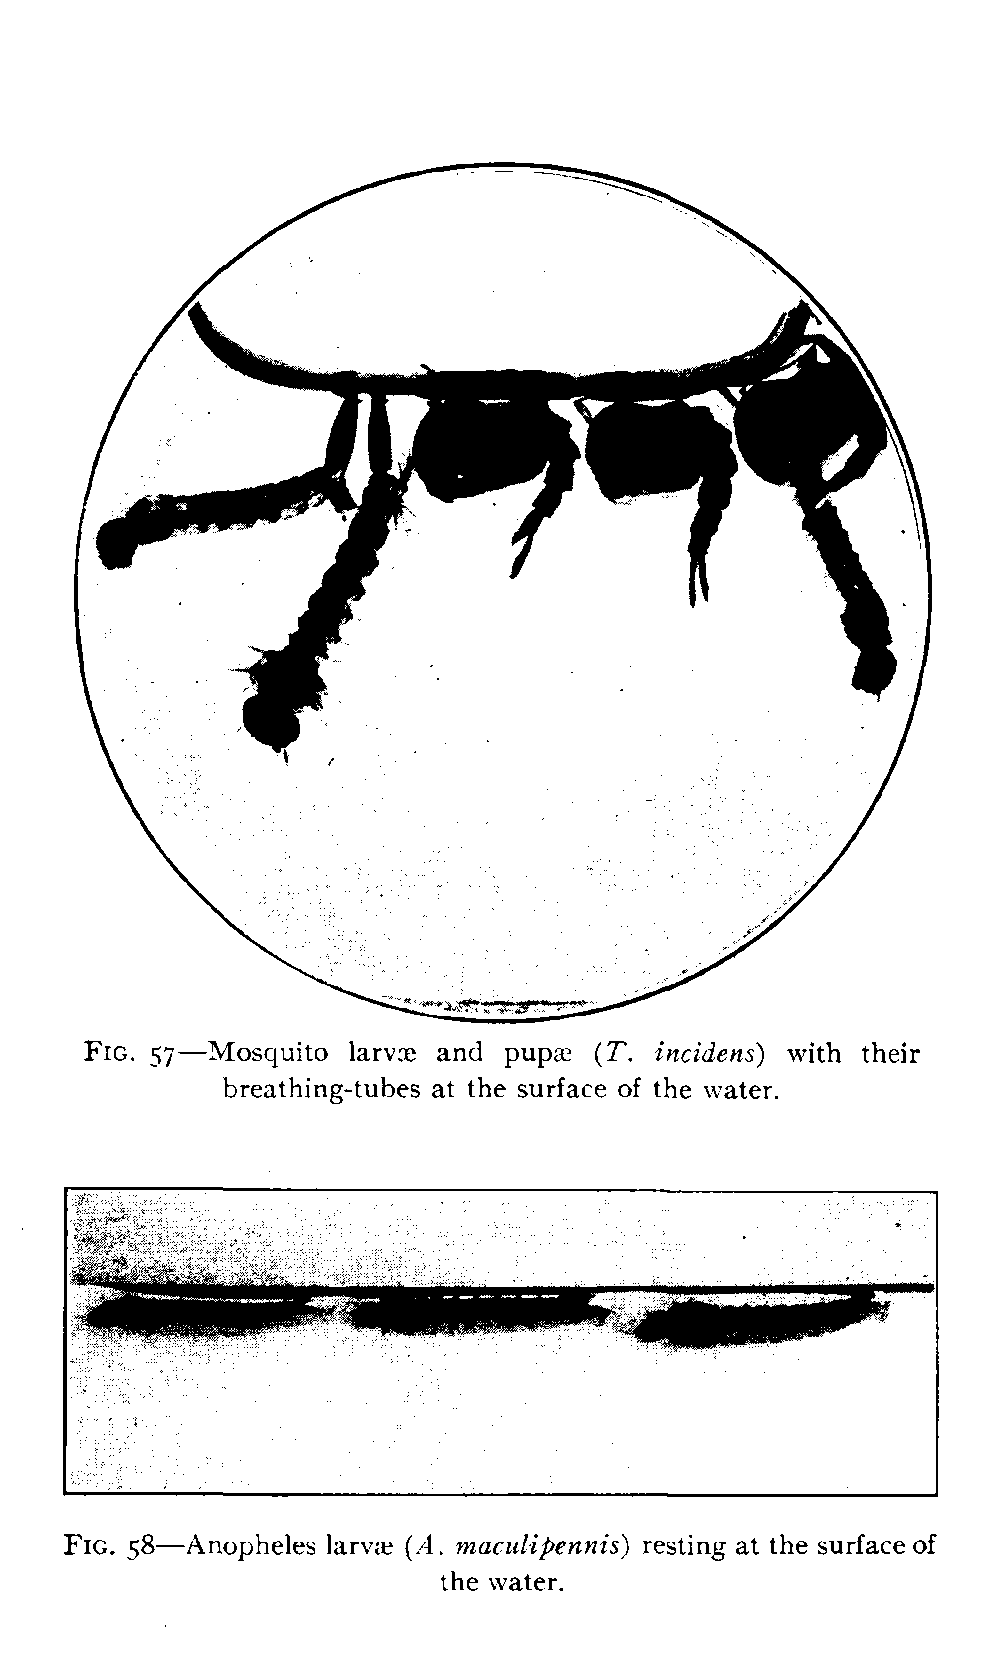 FIG. 57—Mosquito larvæ and pupæ (T. incidens) with their
breathing-tubes at the surface of the water.
FIG. 58—Anopheles larvæ (A. maculipennis) resting at the surface of
the water.